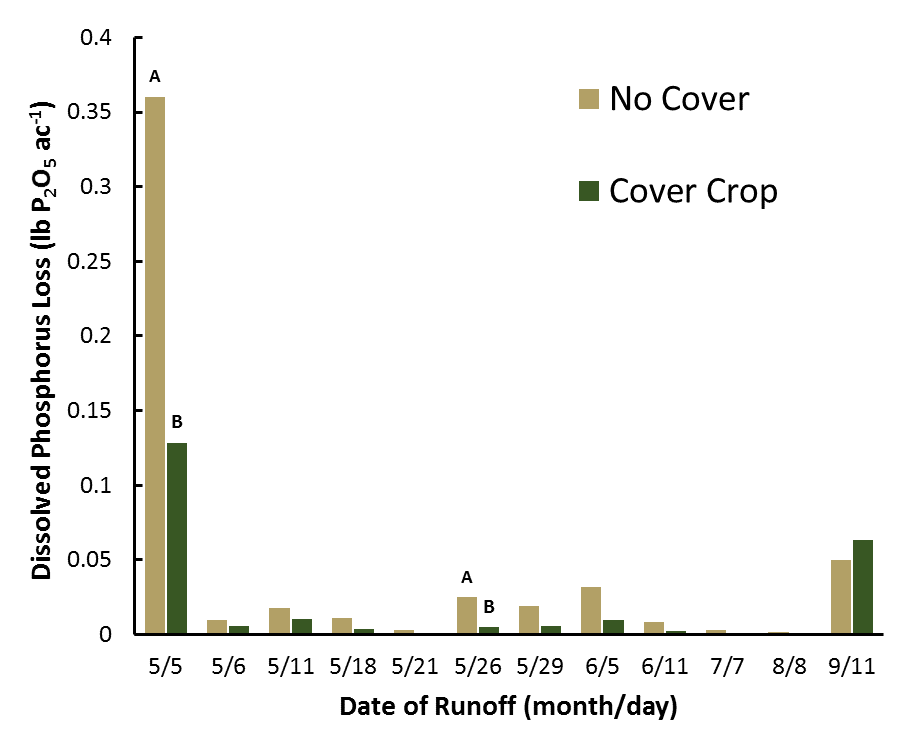 0.4
0.35
0.3
0.25
0.2
0.15
0.1
0.05
0
Dissolved Phosphorus Loss (lb P₂O₅ ac⁻¹)
A
B
A
B
No Cover
Cover Crop
5/5 5/6 5/11 5/18 5/21 5/26 5/29 6/5 6/11 7/7 8/8 9/11
Date of Runoff (month/day)